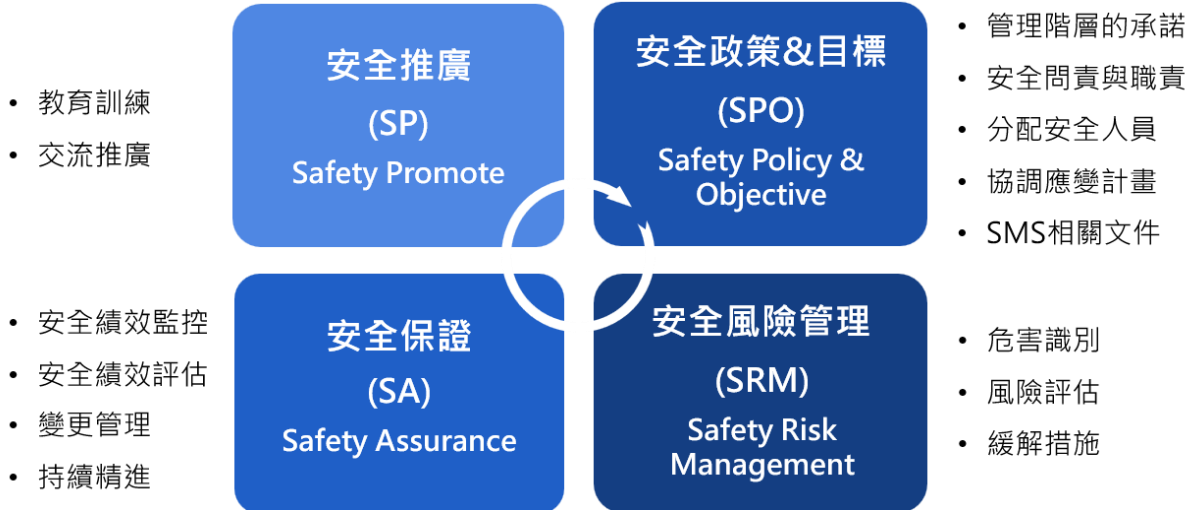 安全推廣
(SP)
Safety Promote
• 教育訓練
• 交流推廣
安全政策&目標
(SPO)
Safety Policy &
Objective
• 管理階層的承諾
• 安全問責與職責
• 分配安全人員
• 協調應變計畫
• SMS相關文件
安全保證
(SA)
Safety Assurance
• 安全績效監控
• 安全績效評估
• 變更管理
• 持續精進
安全風險管理
(SRM)
Safety Risk
Management
• 危害識別
• 風險評估
• 緩解措施